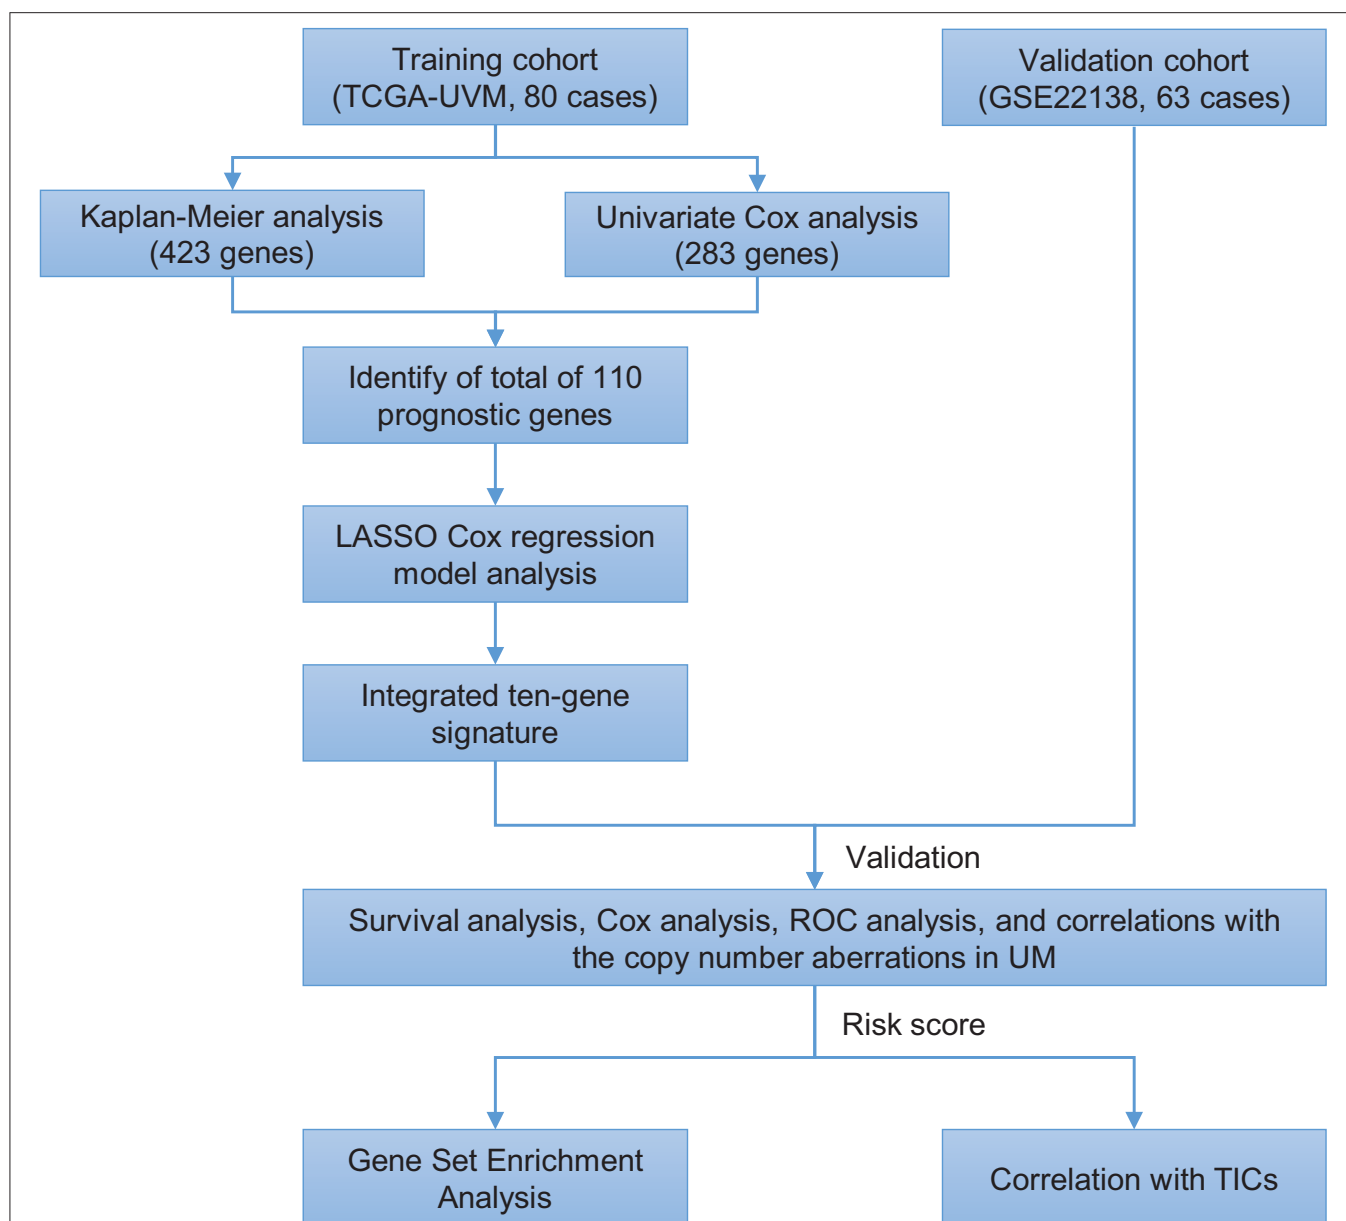 Training cohort
(TCGA-UVM, 80 cases)
Validation cohort
(GSE22138, 63 cases)
Kaplan-Meier analysis
(423 genes)
Univariate Cox analysis
(283 genes)
Identify of total of 110
prognostic genes
LASSO Cox regression
model analysis
Integrated ten-gene
signature
Validation
Survival analysis, Cox analysis, ROC analysis, and correlations with
the copy number aberrations in UM
Risk score
Gene Set Enrichment
Analysis
Correlation with TICs